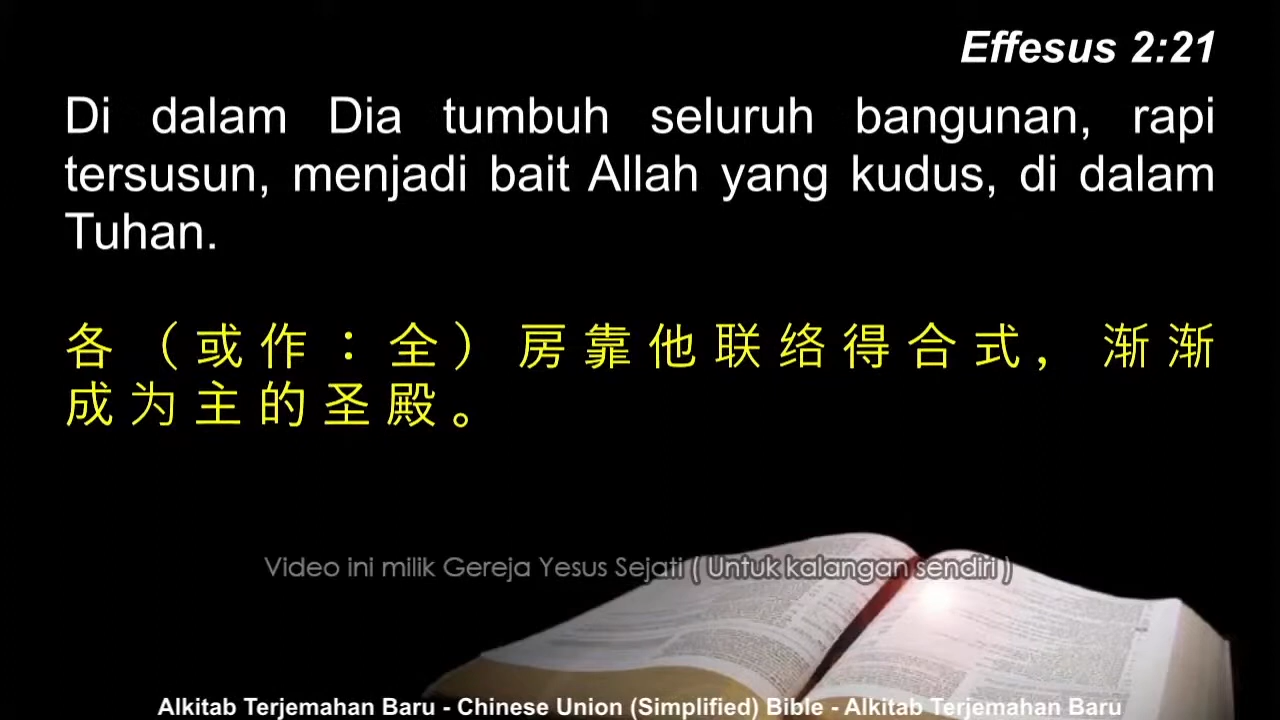 Effesus 2:21
Di dalam Dia tumbuh seluruh bangunan, rapi
tersusun, menjadi bait Allah yang kudus, di dalam
Tuhan.
各（或作：全）房靠他联络得合式，渐渐
成为主的圣殿。
Video ini milik Gereja Yesus Sejati ( Untuk kalangan sendiri )
Alkitab Terjemahan Baru - Chinese Union (Simplified) Bible - Alkitab Terjemahan Baru